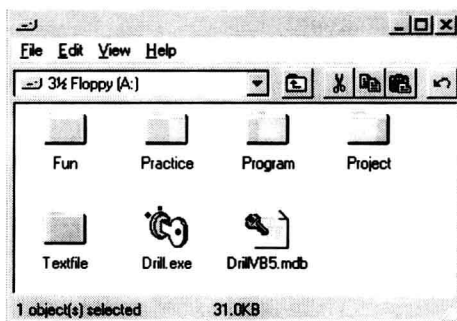 File Edit View Help
3½ Floppy (A:)
Fun Practice Program Project
Textfile Drill.exe DrillVB5.mdb
1 object(s) selected 31.0KB